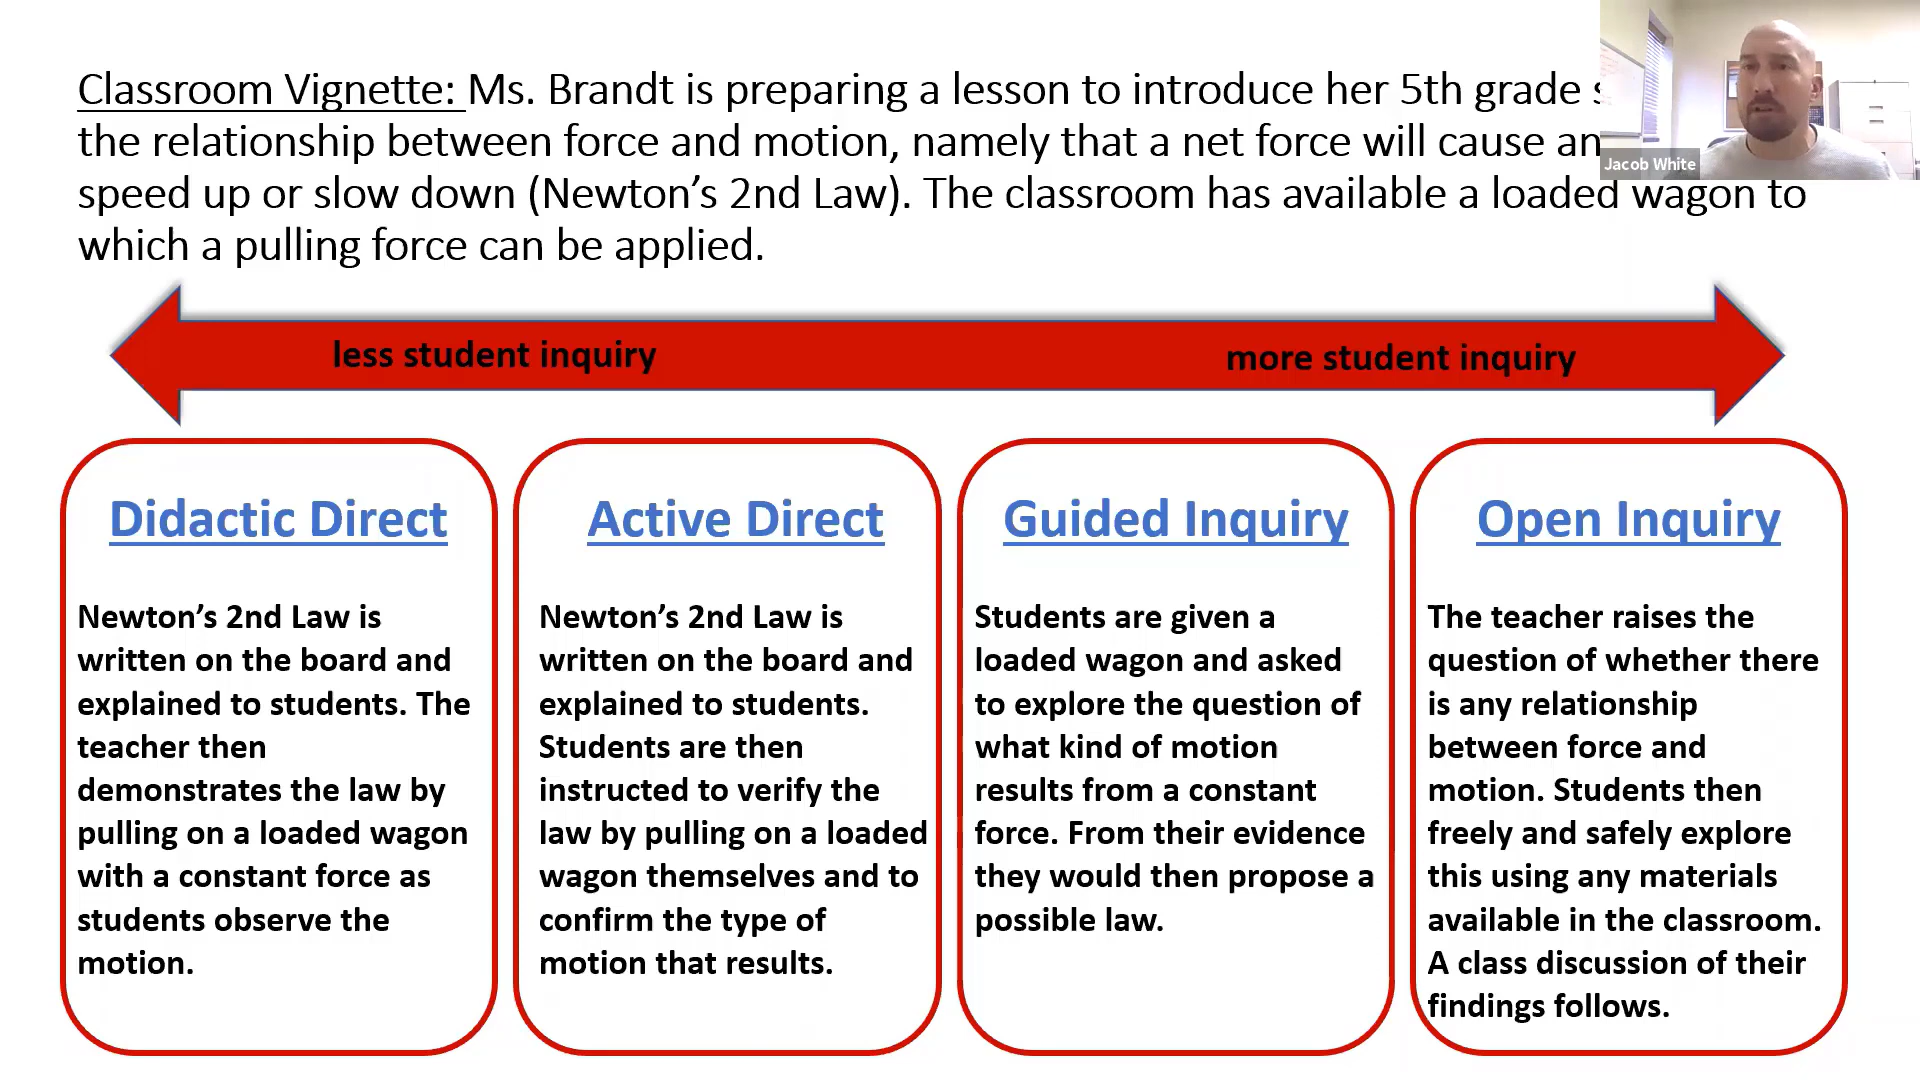 Classroom Vignette: Ms. Brandt is preparing a lesson to introduce her 5th grade
the relationship between force and motion, namely that a net force will cause an
speed up or slow down (Newton's 2nd Law). The classroom has available a loaded wagon to
which a pulling force can be applied.
Jacob White
less student inquiry
more student inquiry
Didactic Direct
Newton's 2nd Law is
written on the board and
explained to students. The
teacher then
demonstrates the law by
pulling on a loaded wagon
with a constant force as
students observe the
motion.
Active Direct
Newton's 2nd Law is
written on the board and
explained to students.
Students are then
instructed to verify the
law by pulling on a loaded
wagon themselves and to
confirm the type of
motion that results.
Guided Inquiry
Students are given a
loaded wagon and asked
to explore the question of
what kind of motion
results from a constant
force. From their evidence
they would then propose a
possible law.
Open Inquiry
The teacher raises the
question of whether there
is any relationship
between force and
motion. Students then
freely and safely explore
this using any materials
available in the classroom.
A class discussion of their
findings follows.